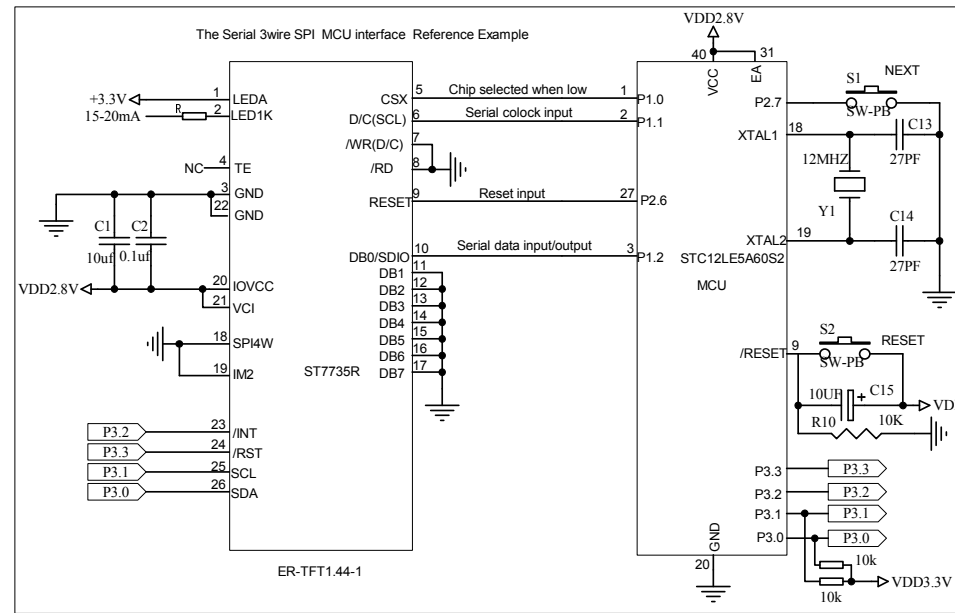 The Serial 3wire SPI MCU interface Reference Example
+3.3V
15-20mA
R
1 LEDA
2 LED1K
NC
4 TE
3 GND
22 GND
C1
10uf
C2
0.1uf
VDD2.8V
20 IOVCC
21 VCI
18 SPI4W
19 IM2
P3.2 23 /INT
P3.3 24 /RST
P3.1 25 SCL
P3.0 26 SDA
CSX 5
D/C(SCL) 6
/WR(D/C) 7
/RD 8
RESET 9
DB0/SDIO 10
DB1 11
DB2 12
DB3 13
DB4 14
DB5 15
DB6 16
DB7 17
ST7735R
ER-TFT1.44-1
Chip selected when low
Serial colock input
Reset input
Serial data input/output
1 P1.0
2 P1.1
27 P2.6
3 P1.2
VDD2.8V
40 VCC
31 EA
STC12LE5A60S2
MCU
GND
20
P2.7
XTAL1 18
XTAL2 19
/RESET 9
P3.3
P3.2
P3.1
P3.0
S1 NEXT
SW-PB
C13
27PF
12MHZ
Y1
C14
27PF
S2 RESET
SW-PB
10UF + C15
R10 10K
VD
P3.3
P3.2
P3.1
P3.0
10k
10k
VDD3.3V